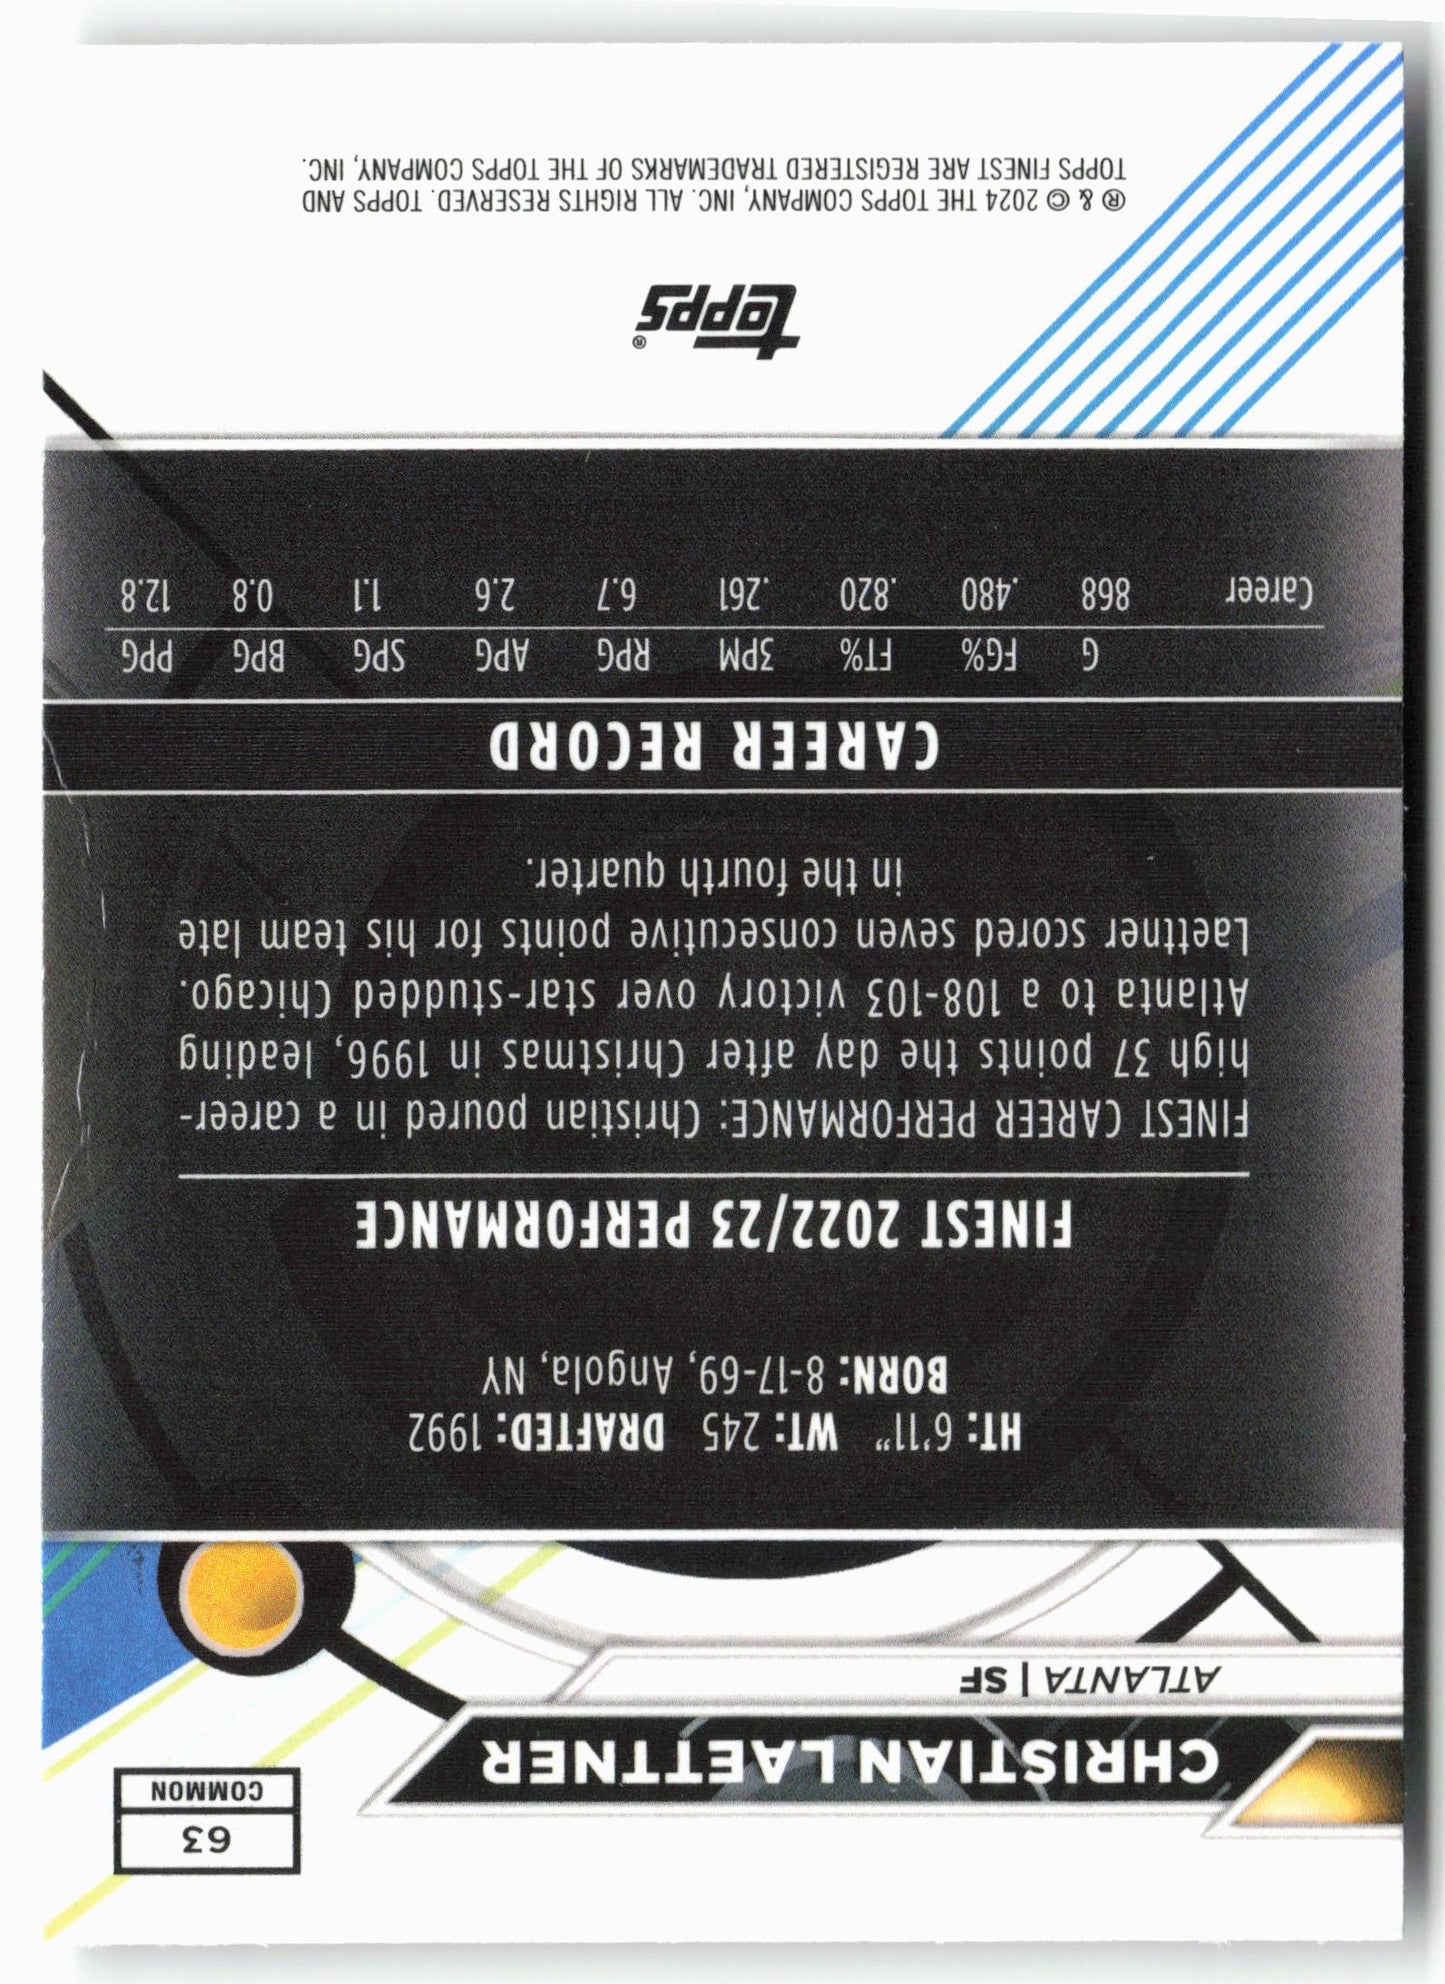 63
COMMON
CHRISTIAN LAETTNER
ATLANTA | SF
HT: 6'11" WT: 245 DRAFTED: 1992
BORN: 8-17-69, Angola, NY
FINEST 2022/23 PERFORMANCE
FINEST CAREER PERFORMANCE: Christian poured in a career-
high 37 points the day after Christmas in 1996, leading
Atlanta to a 108-103 victory over star-studded Chicago.
Laettner scored seven consecutive points for his team late
in the fourth quarter.
CAREER RECORD
G FG% FT% 3PM RPG APG SPG BPG PPG
Career 868 .480 .820 .261 6.7 2.6 1.1 0.8 12.8
topps®
® & © 2024 THE TOPPS COMPANY, INC. ALL RIGHTS RESERVED. TOPPS AND
TOPPS FINEST ARE REGISTERED TRADEMARKS OF THE TOPPS COMPANY, INC.